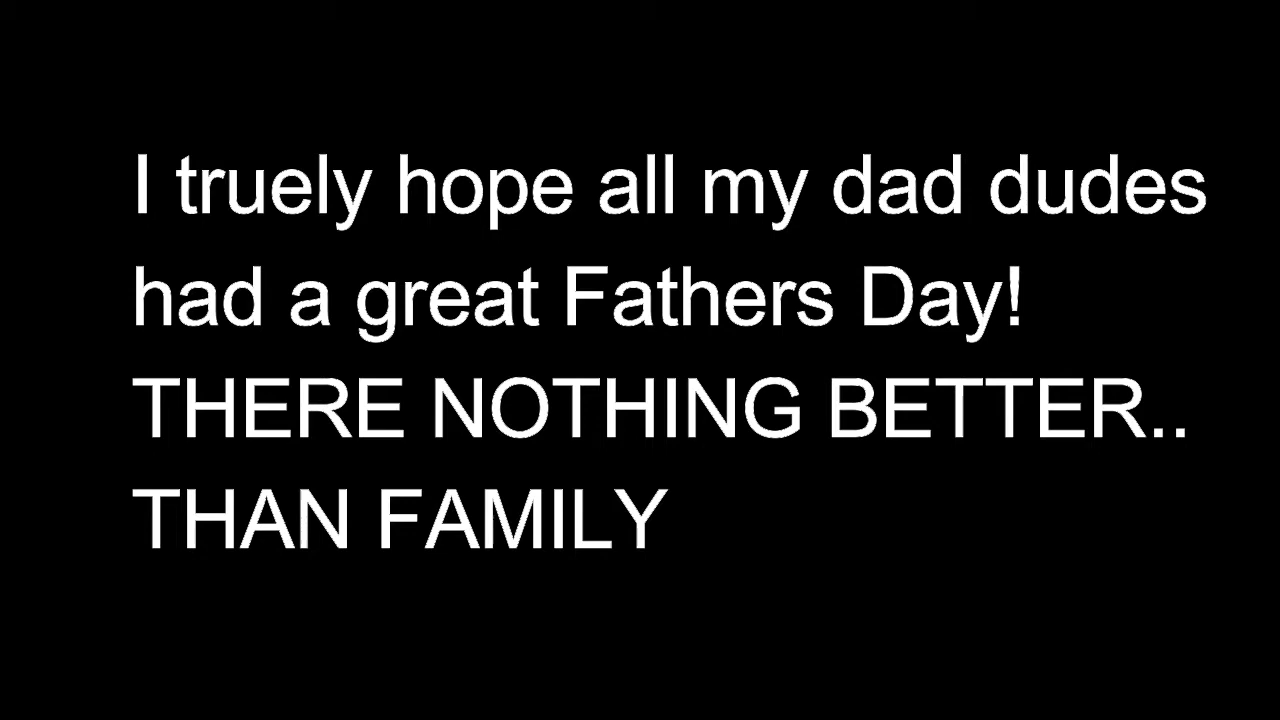 I truely hope all my dad dudes
had a great Fathers Day!
THERE NOTHING BETTER..
THAN FAMILY